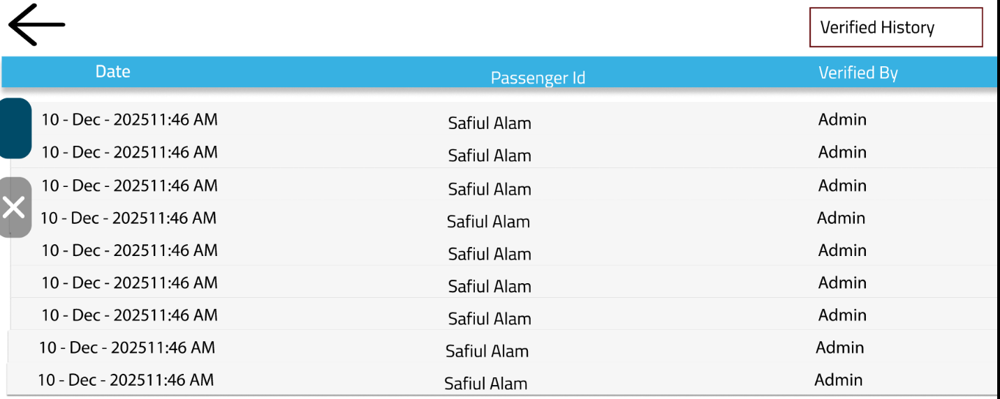 Verified History
Date Passenger Id Verified By
10 - Dec - 202511:46 AM Safiul Alam Admin
10 - Dec - 202511:46 AM Safiul Alam Admin
10 - Dec - 202511:46 AM Safiul Alam Admin
10 - Dec - 202511:46 AM Safiul Alam Admin
10 - Dec - 202511:46 AM Safiul Alam Admin
10 - Dec - 202511:46 AM Safiul Alam Admin
10 - Dec - 202511:46 AM Safiul Alam Admin
10 - Dec - 202511:46 AM Safiul Alam Admin
10 - Dec - 202511:46 AM Safiul Alam Admin